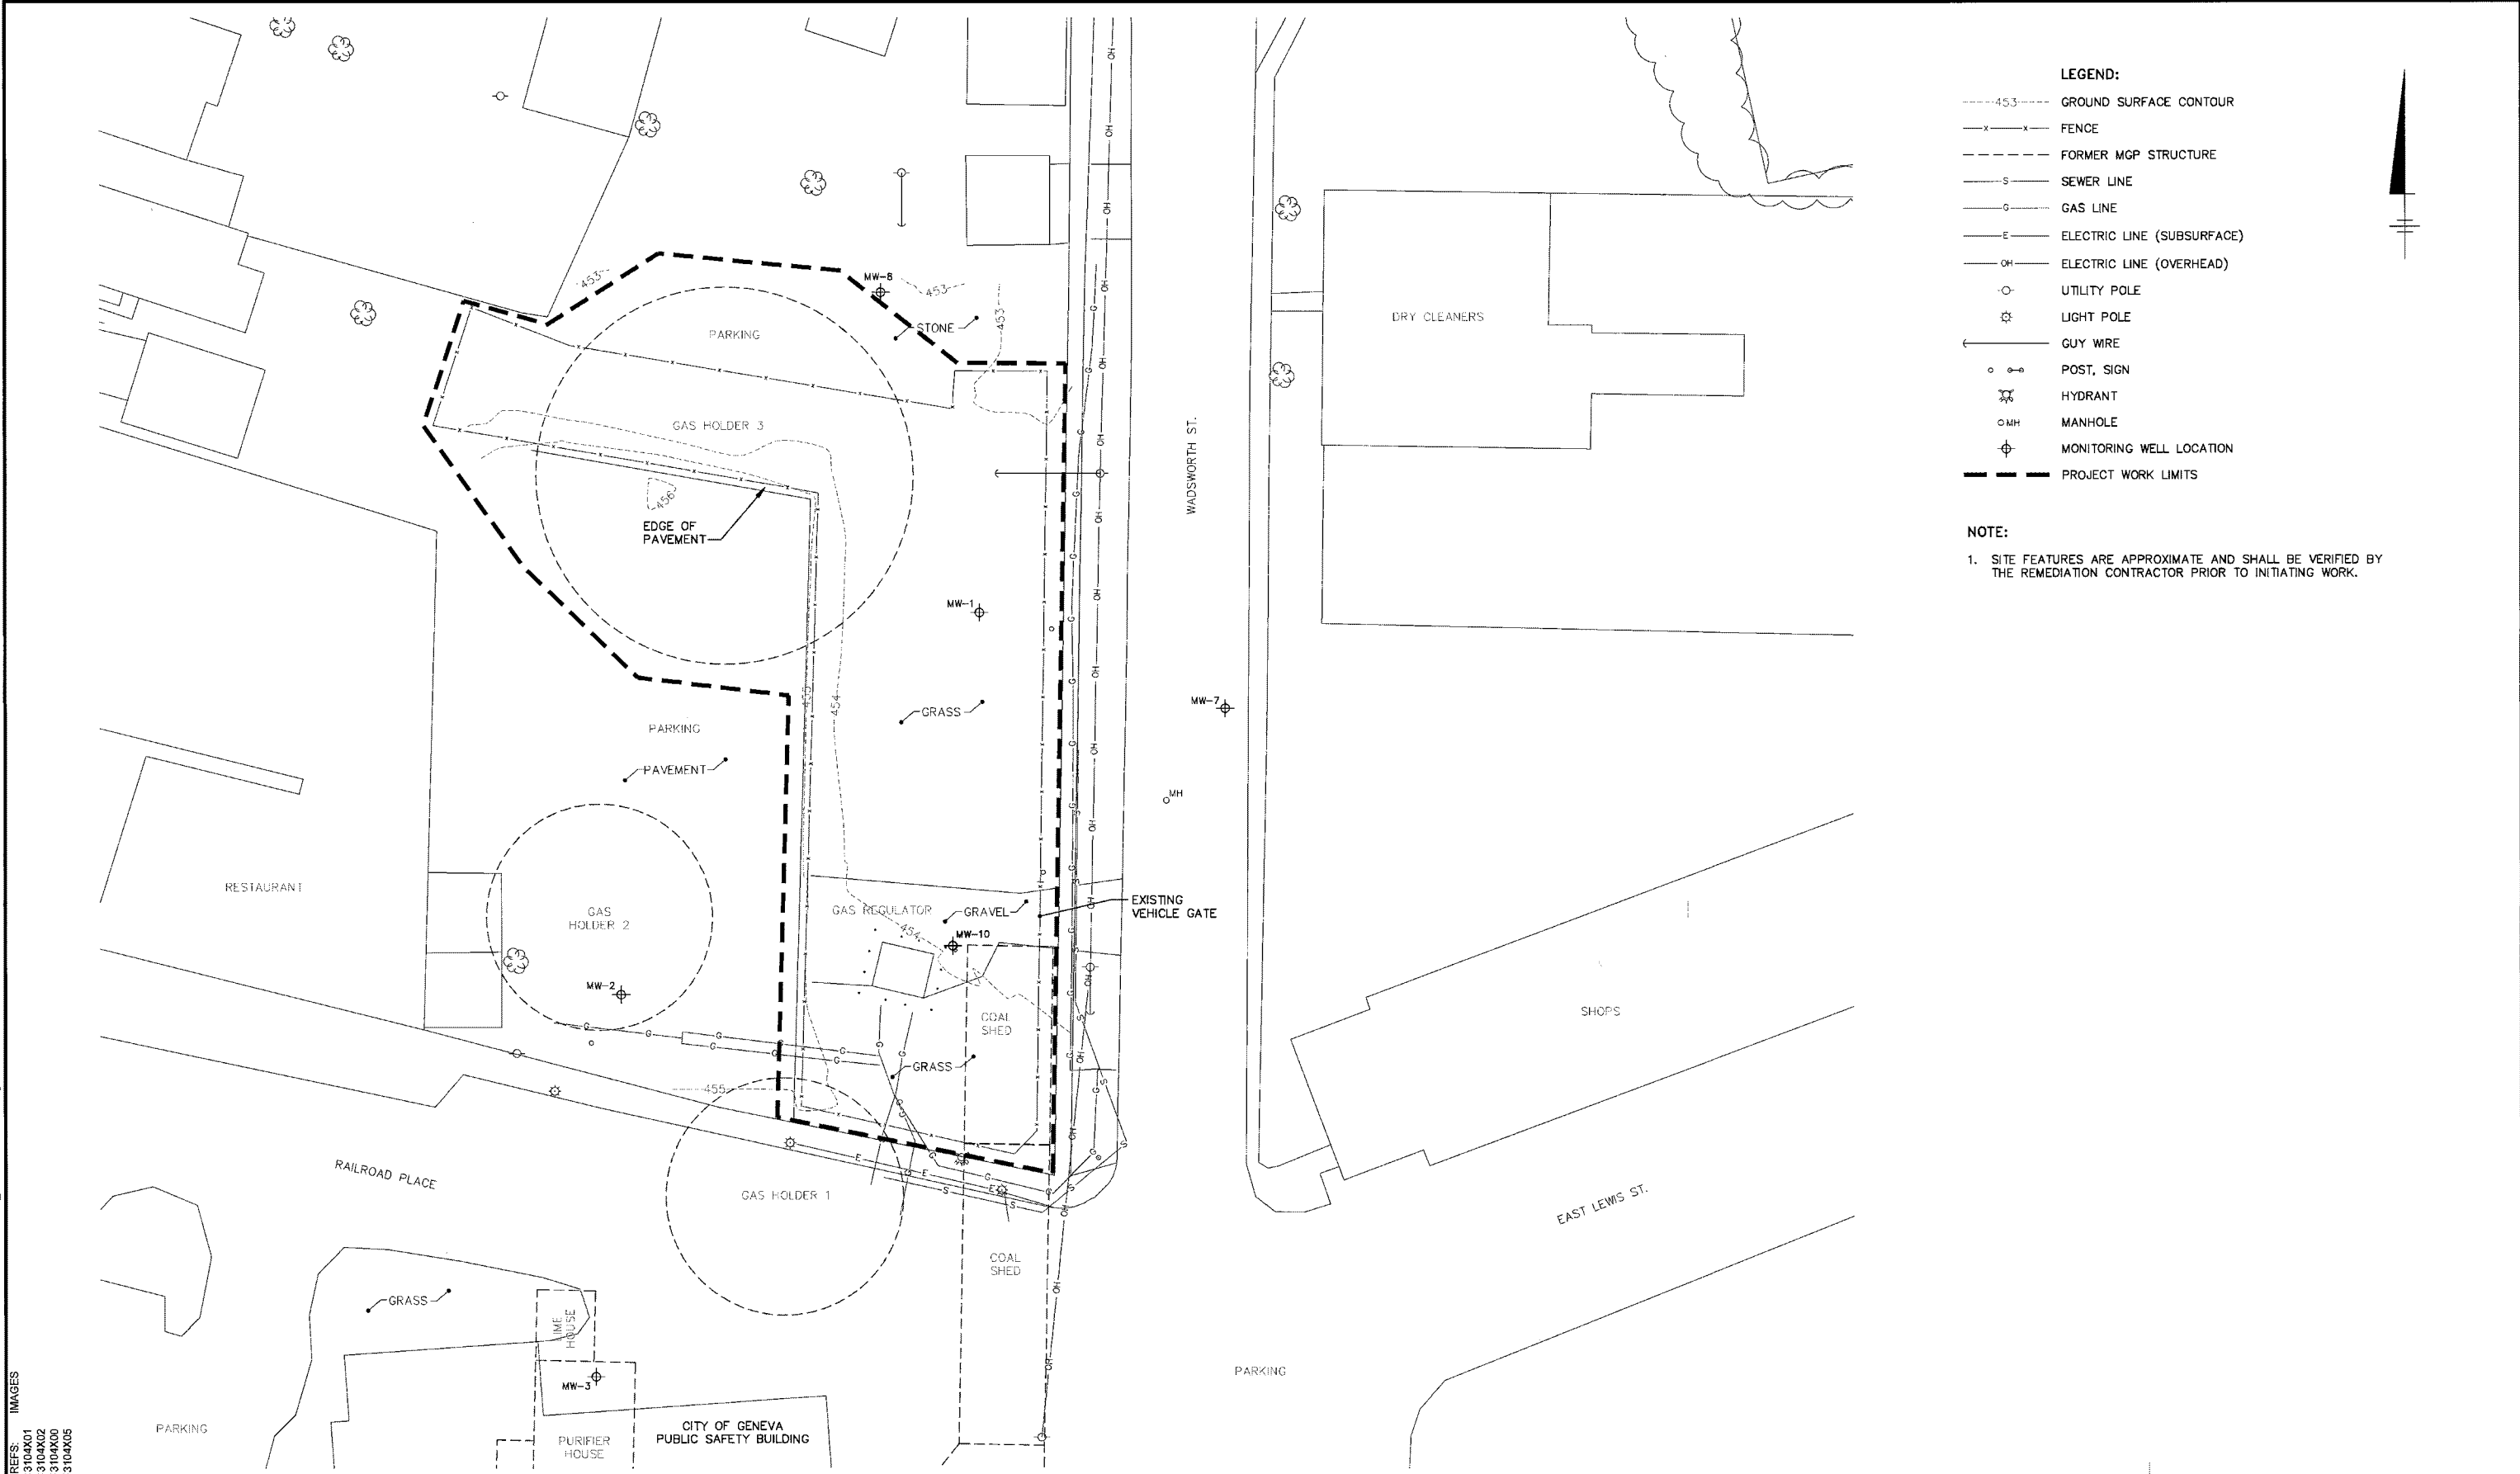 LEGEND:
453 GROUND SURFACE CONTOUR
x x FENCE
FORMER MGP STRUCTURE
S SEWER LINE
G GAS LINE
E ELECTRIC LINE (SUBSURFACE)
OH ELECTRIC LINE (OVERHEAD)
UTILITY POLE
LIGHT POLE
GUY WIRE
POST, SIGN
HYDRANT
OMH MANHOLE
MONITORING WELL LOCATION
PROJECT WORK LIMITS
NOTE:
1. SITE FEATURES ARE APPROXIMATE AND SHALL BE VERIFIED BY
THE REMEDIATION CONTRACTOR PRIOR TO INITIATING WORK.
453
MW-8
453
453
STONE
PARKING
DRY CLEANERS
GAS HOLDER 3
WADSWORTH ST.
456
EDGE OF
PAVEMENT
MW-1
455
454
GRASS
MW-7
PARKING
PAVEMENT
MH
RESTAURANT
GAS
HOLDER 2
GAS REGULATOR
GRAVEL
EXISTING
VEHICLE GATE
454
MW-10
MW-2
COAL
SHED
SHOPS
GRASS
455
RAILROAD PLACE
GAS HOLDER 1
EAST LEWIS ST.
COAL
SHED
GRASS
HOUSE
PARKING
MW-3
PARKING
CITY OF GENEVA
PUBLIC SAFETY BUILDING
PURIFIER
HOUSE
REFS: IMAGES
3104X01
3104X02
3104X00
3104X05